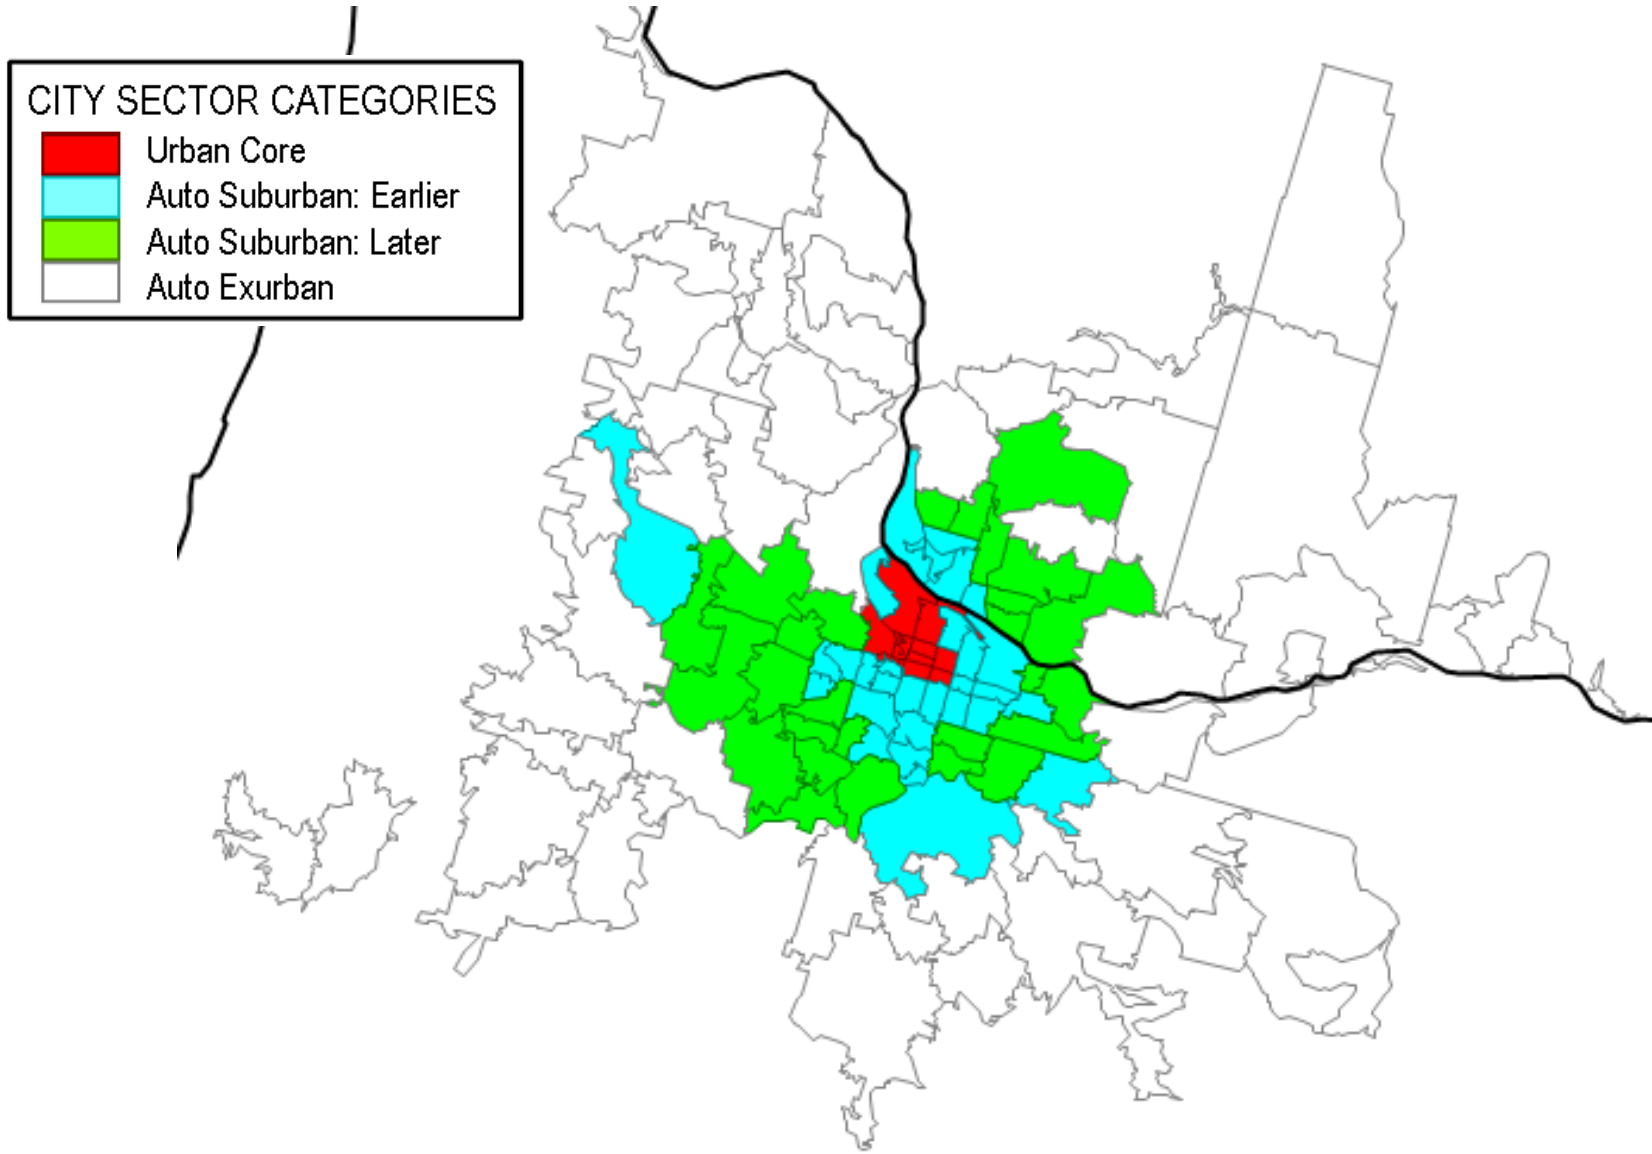 CITY SECTOR CATEGORIES
Urban Core
Auto Suburban: Earlier
Auto Suburban: Later
Auto Exurban